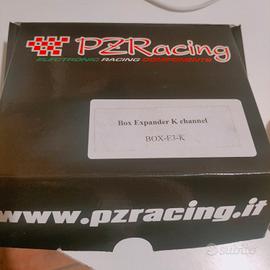 PZRacing
ELECTRONIC RACING COMPONENTS
Box Expander K channel
BOX-E3-K
www.pzracing.it
subito